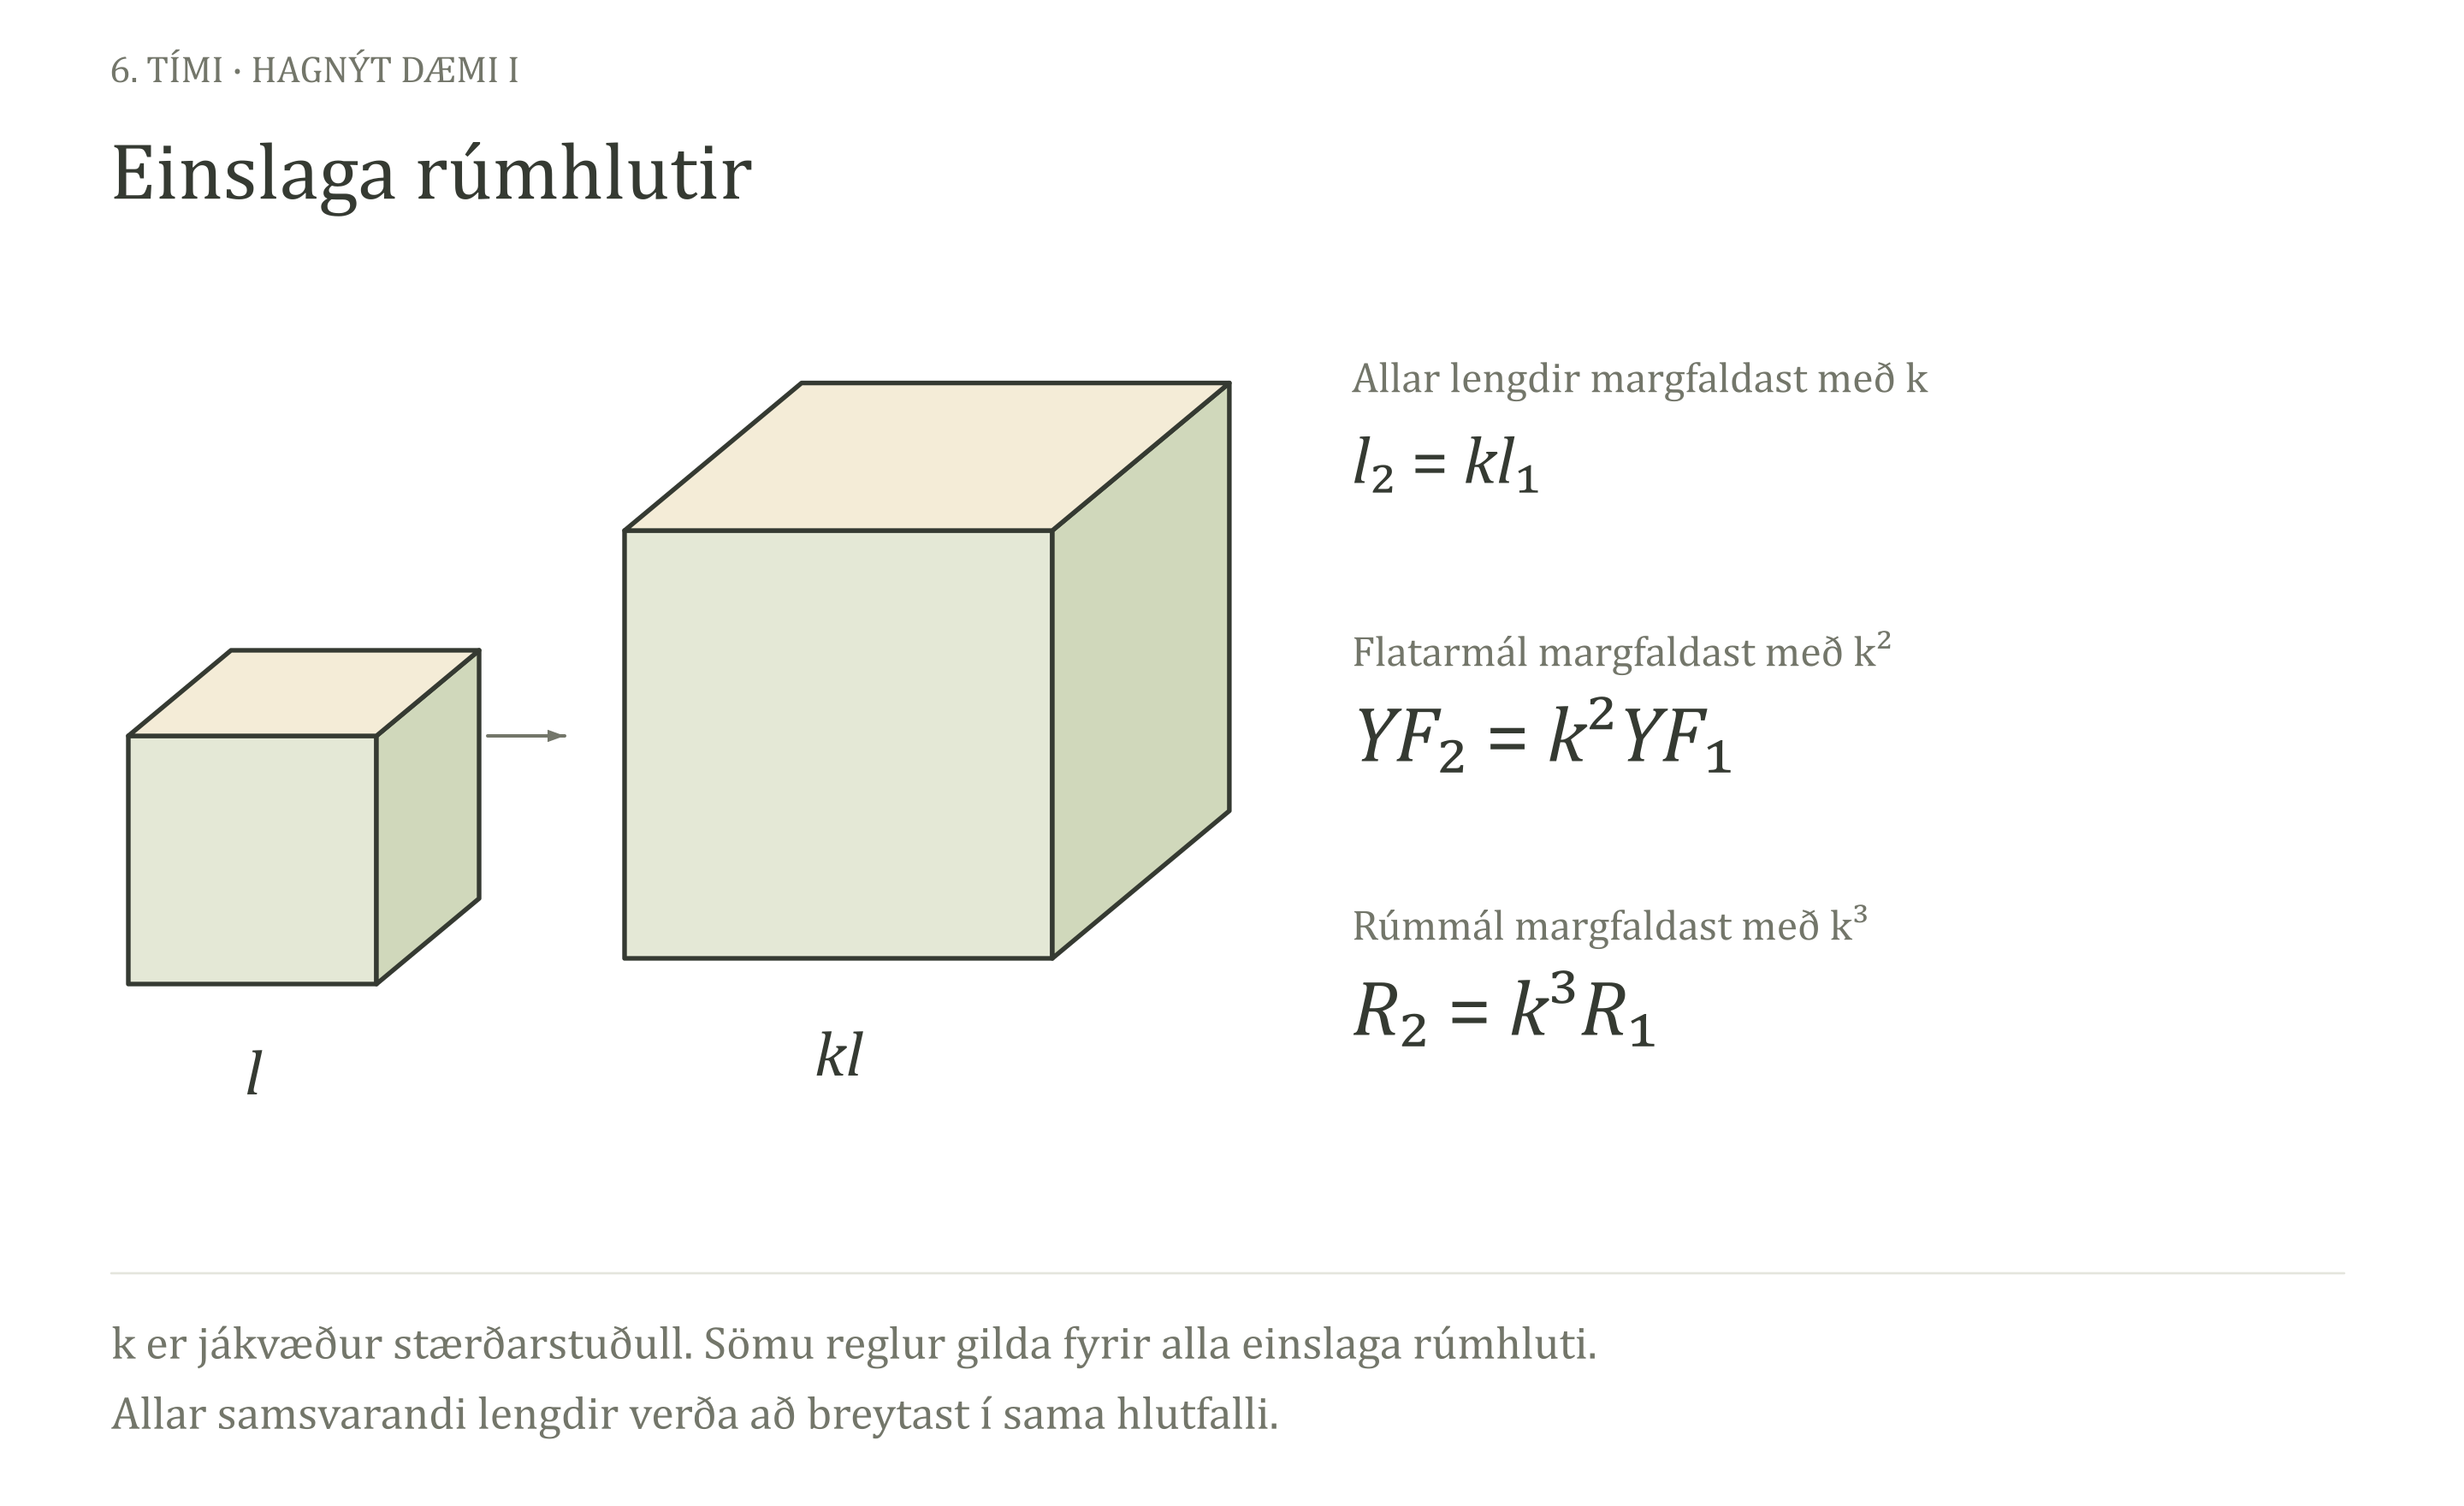 6. TÍMI · HAGNÝT DÆMI I
Einslaga rúmhlutir
Allar lengdir margfaldast með k
l₂ = kl₁
Flatarmál margfaldast með k²
YF₂ = k²YF₁
Rúmmál margfaldast með k³
R₂ = k³R₁
l
kl
k er jákvæður stærðarstuðull. Sömu reglur gilda fyrir alla einslaga rúmhluti.
Allar samsvarandi lengdir verða að breytast í sama hlutfalli.